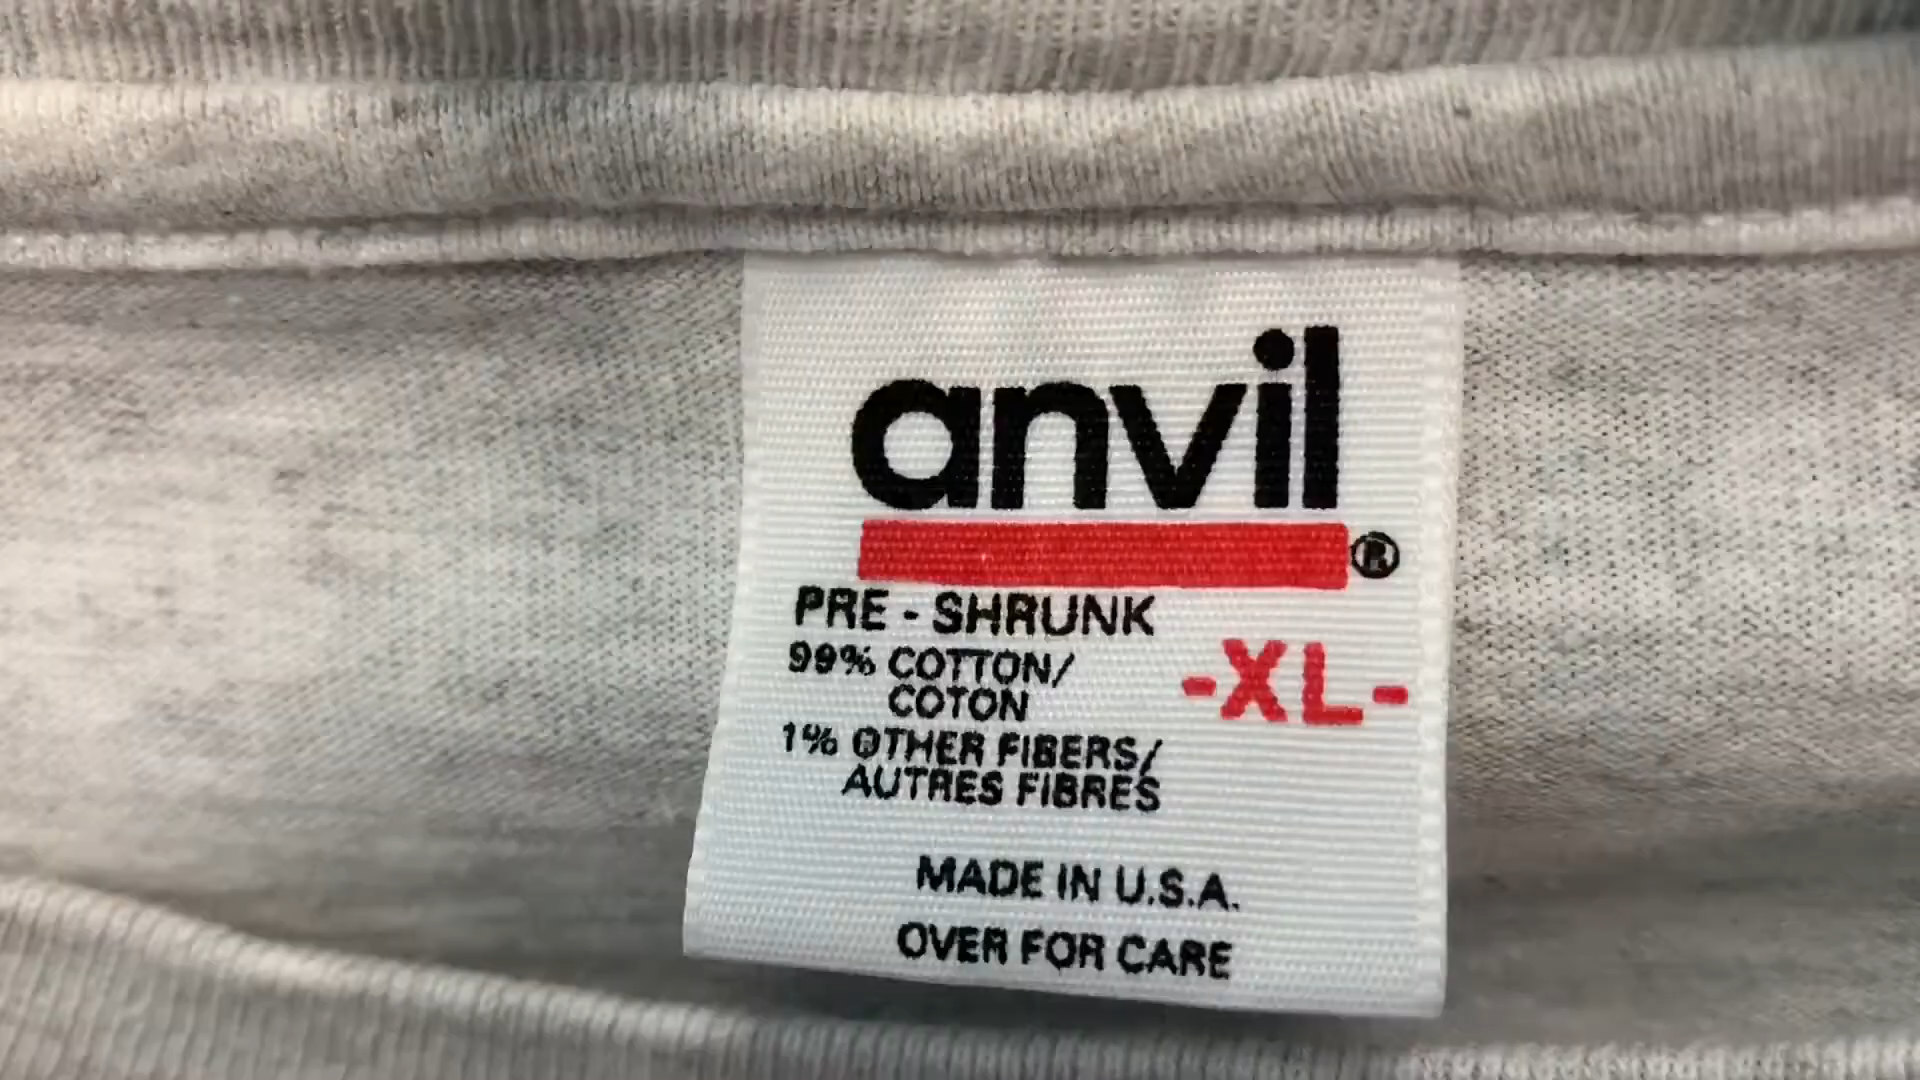 anvil
®
PRE - SHRUNK
99% COTTON/
COTON
-XL-
1% OTHER FIBERS/
AUTRES FIBRES
MADE IN U.S.A.
OVER FOR CARE